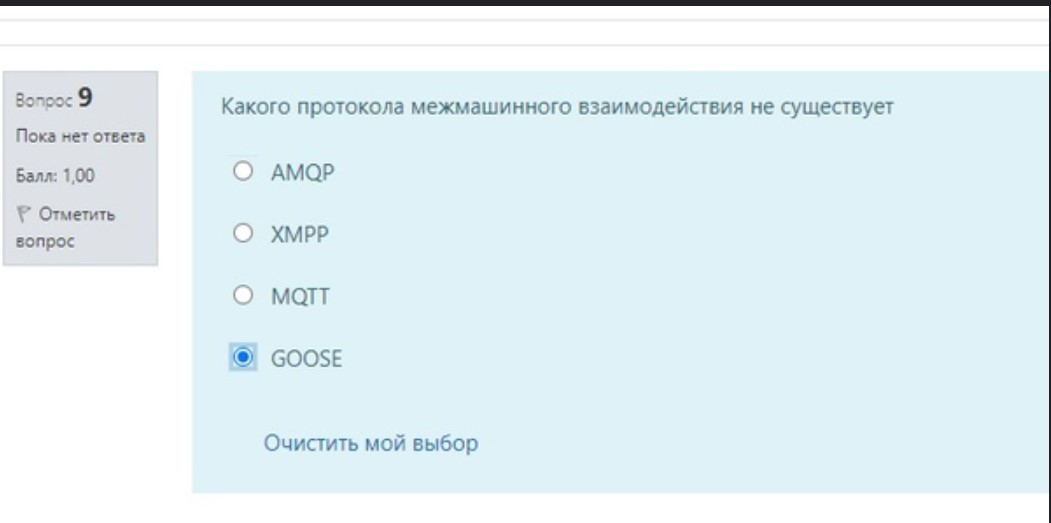 Вопрос 9
Пока нет ответа
Балл: 1,00
Отметить
вопрос
Какого протокола межмашинного взаимодействия не существует
AMQP
XMPP
MQTT
GOOSE
Очистить мой выбор